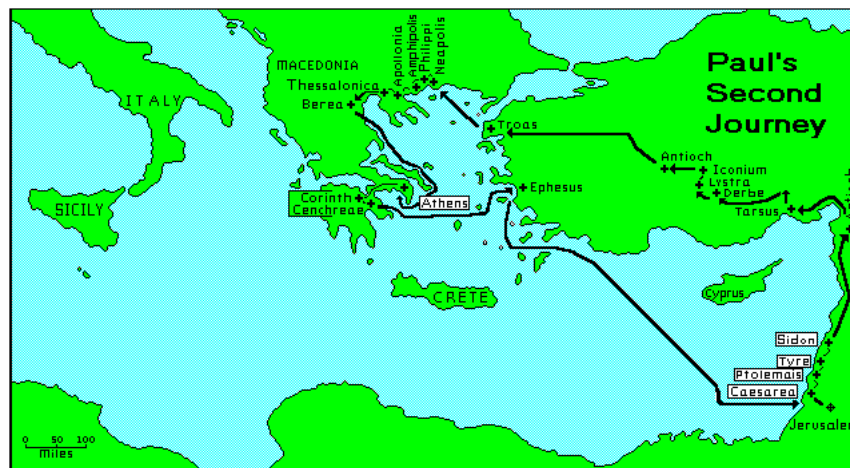 Paul's
Second
Journey
MACEDONIA
Apollonia
Amphipolis
Philippi
Neapolis
Thessalonica
Berea
ITALY
Troas
Antioch
Iconium
Lystra
Derbe
Tarsus
Ephesus
Corinth
Cenchreae
Athens
SICILY
CRETE
Cyprus
Sidon
Tyre
Ptolemais
Caesarea
Jerusalem
0 50 100
Miles